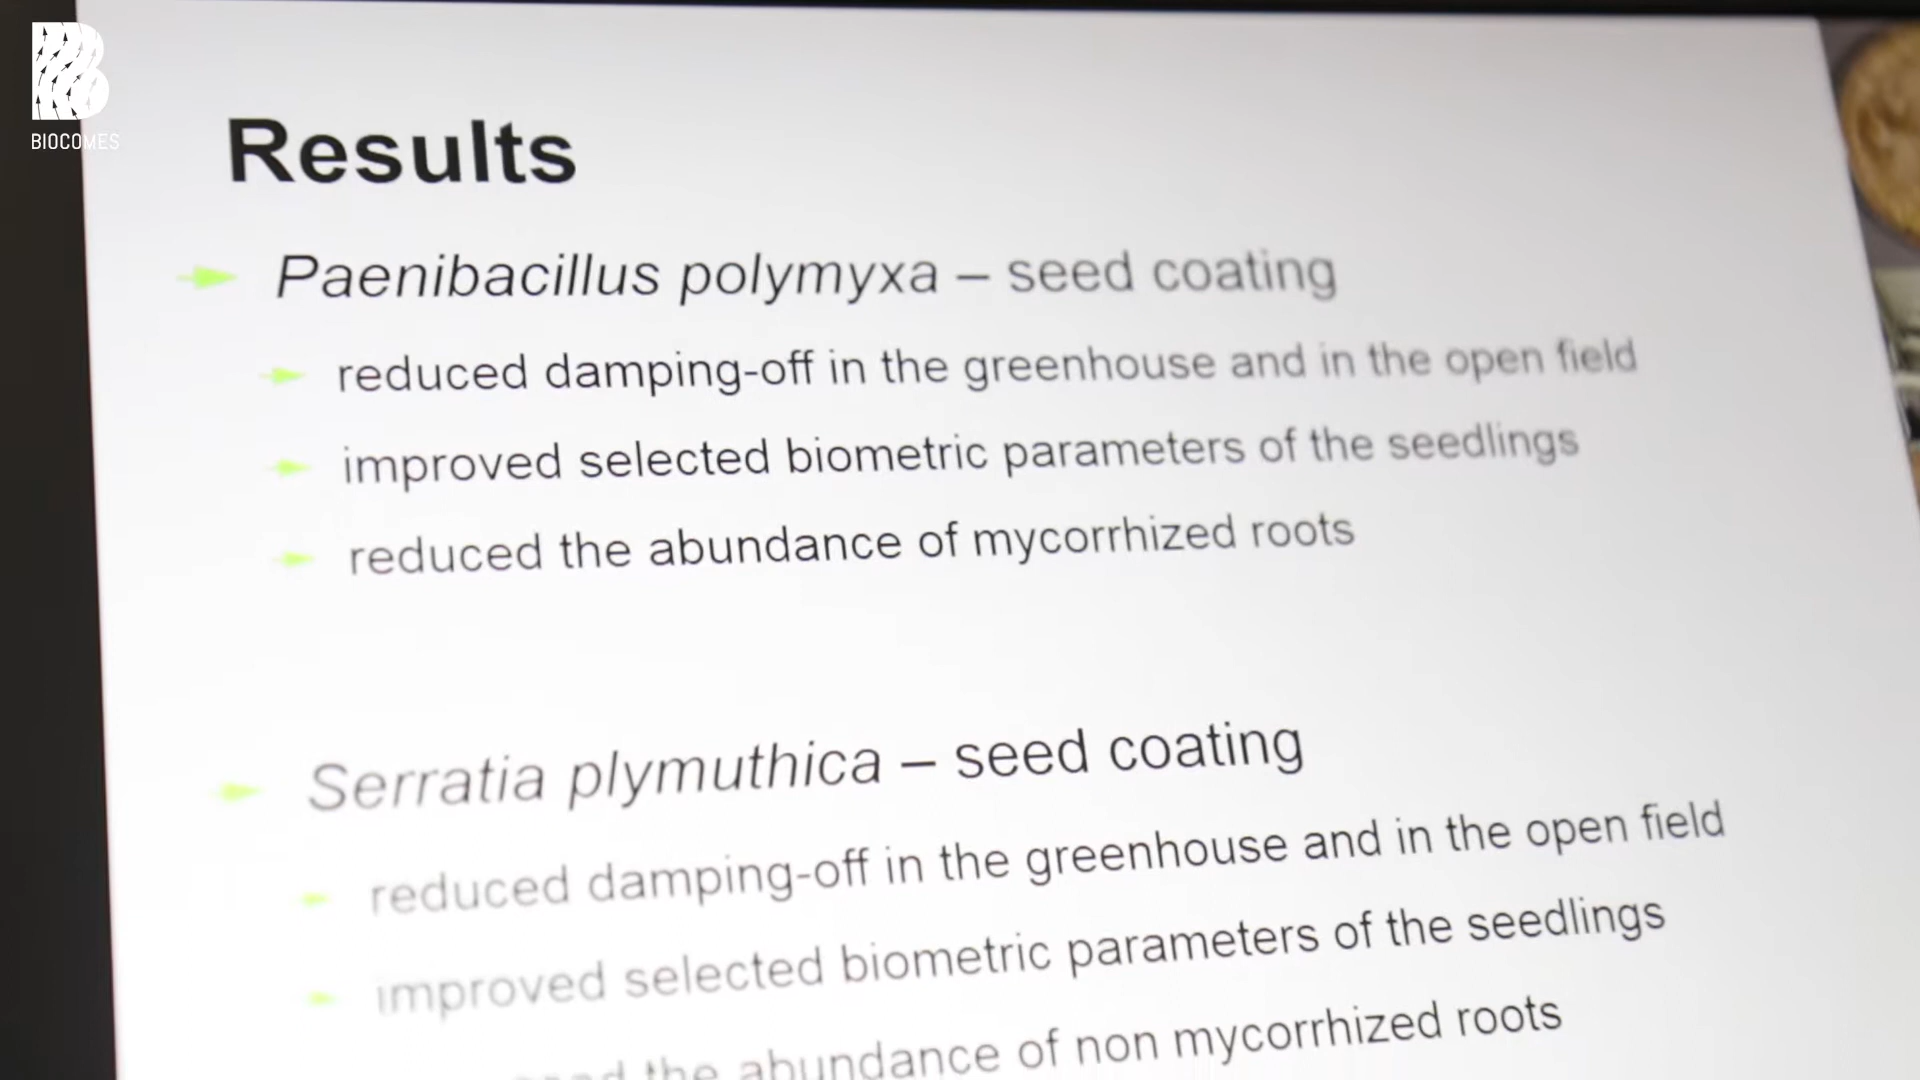 BIOCOMES
Results
Paenibacillus polymyxa – seed coating
reduced damping-off in the greenhouse and in the open field
improved selected biometric parameters of the seedlings
reduced the abundance of mycorrhized roots
Serratia plymuthica – seed coating
reduced damping-off in the greenhouse and in the open field
improved selected biometric parameters of the seedlings
the abundance of non mycorrhized roots